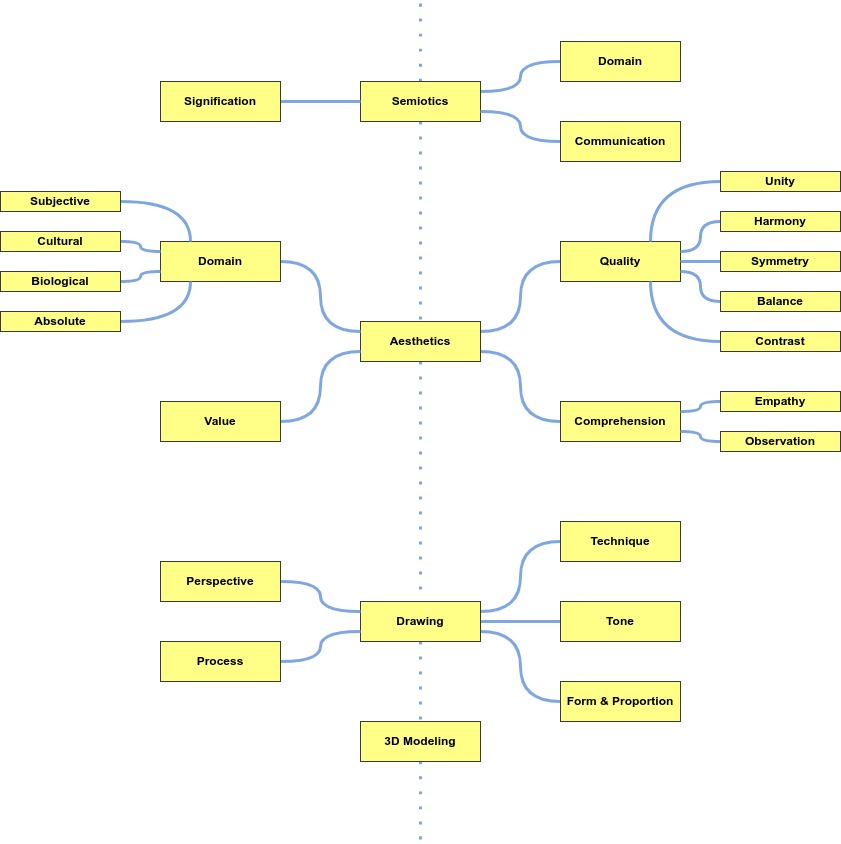 Domain
Signification
Semiotics
Communication
Unity
Subjective
Harmony
Cultural
Domain
Quality
Symmetry
Biological
Balance
Absolute
Aesthetics
Contrast
Empathy
Value
Comprehension
Observation
Technique
Perspective
Drawing
Tone
Process
Form & Proportion
3D Modeling